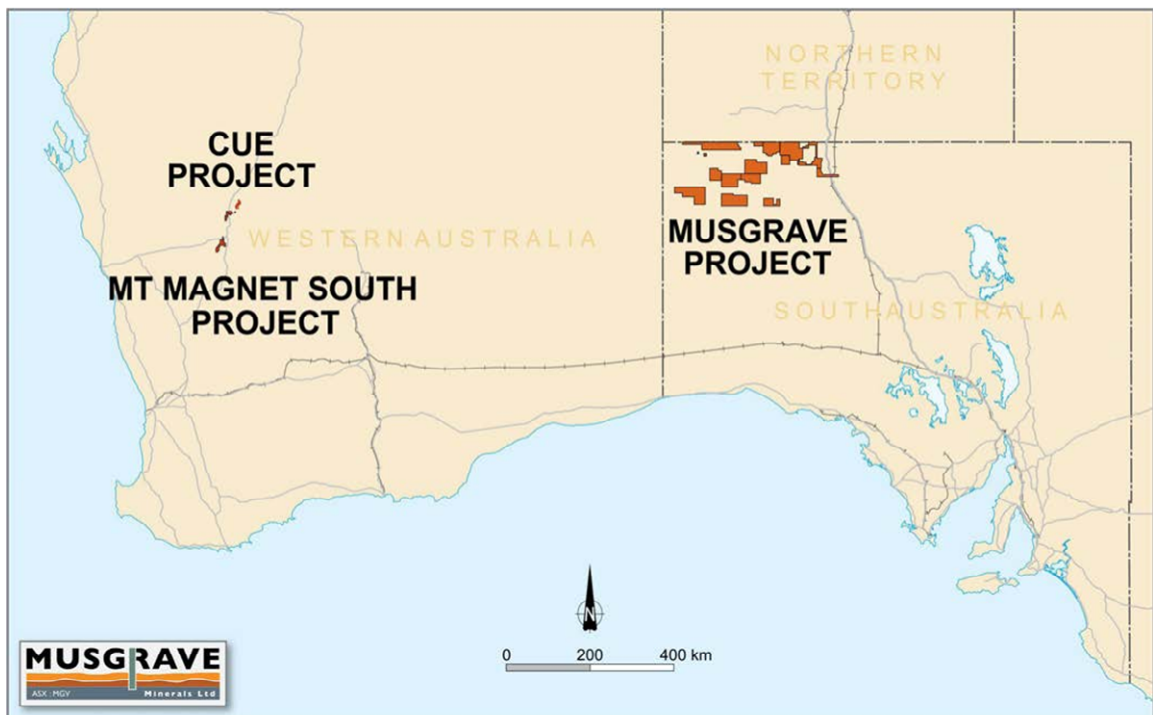 NORTHERN
TERRITORY
CUE
PROJECT
WESTERN AUSTRALIA
MUSGRAVE
PROJECT
MT MAGNET SOUTH
PROJECT
SOUTH AUSTRALIA
N
0 200 400 km
MUSGRAVE
ASX : MGV Minerals Ltd